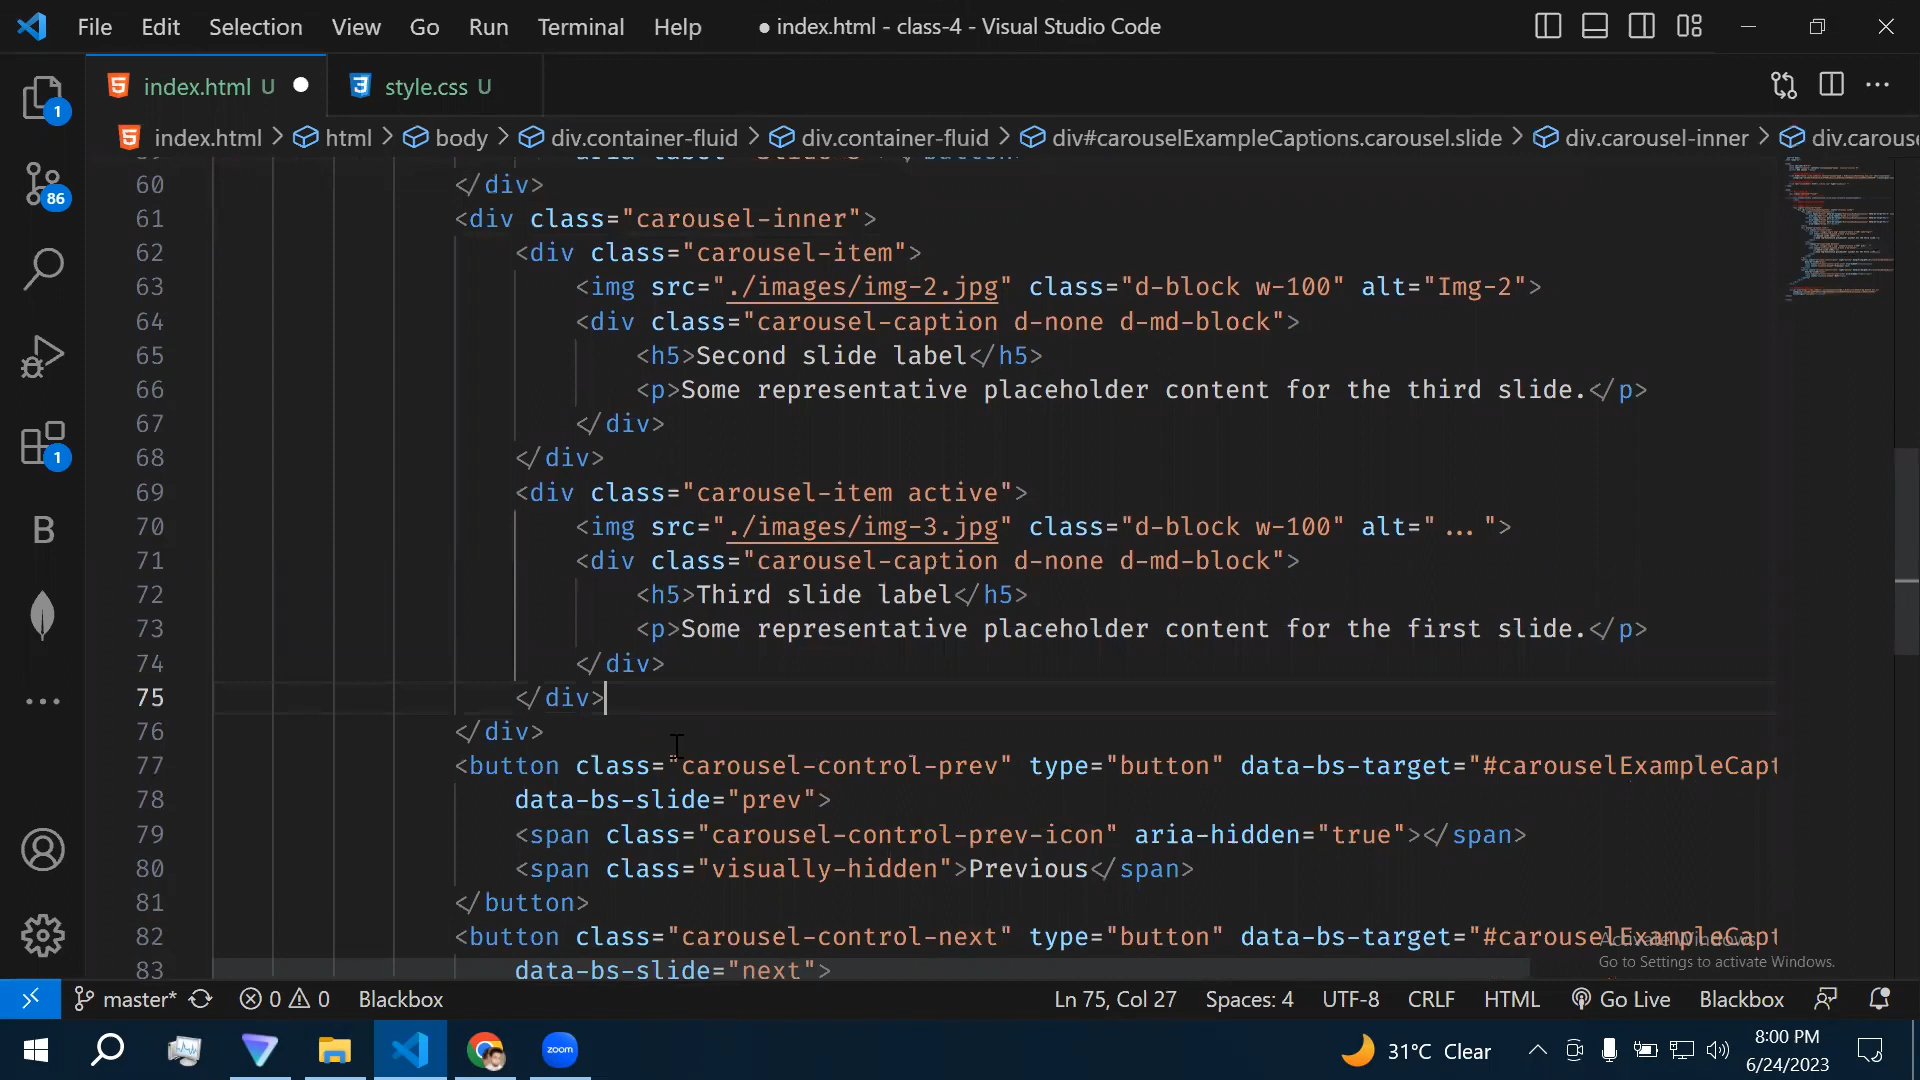 File Edit Selection View Go Run Terminal Help ● index.html - class-4 - Visual Studio Code
index.html U ● style.css U
index.html > html > body > div.container-fluid > div.container-fluid > div#carouselExampleCaptions.carousel.slide > div.carousel-inner > div.carous
60 </div>
61 <div class="carousel-inner">
62 <div class="carousel-item">
63 <img src="./images/img-2.jpg" class="d-block w-100" alt="Img-2">
64 <div class="carousel-caption d-none d-md-block">
65 <h5>Second slide label</h5>
66 <p>Some representative placeholder content for the third slide.</p>
67 </div>
68 </div>
69 <div class="carousel-item active">
70 <img src="./images/img-3.jpg" class="d-block w-100" alt="...">
71 <div class="carousel-caption d-none d-md-block">
72 <h5>Third slide label</h5>
73 <p>Some representative placeholder content for the first slide.</p>
74 </div>
75 </div>
76 </div>
77 <button class="carousel-control-prev" type="button" data-bs-target="#carouselExampleCapt
78 data-bs-slide="prev">
79 <span class="carousel-control-prev-icon" aria-hidden="true"></span>
80 <span class="visually-hidden">Previous</span>
81 </button>
82 <button class="carousel-control-next" type="button" data-bs-target="#carouselExampleCapt
83 data-bs-slide="next">
1
86
1
B
Activate Windows
Go to Settings to activate Windows.
master* 0 0 Blackbox Ln 75, Col 27 Spaces: 4 UTF-8 CRLF HTML Go Live Blackbox
zoom 31°C Clear 8:00 PM
6/24/2023